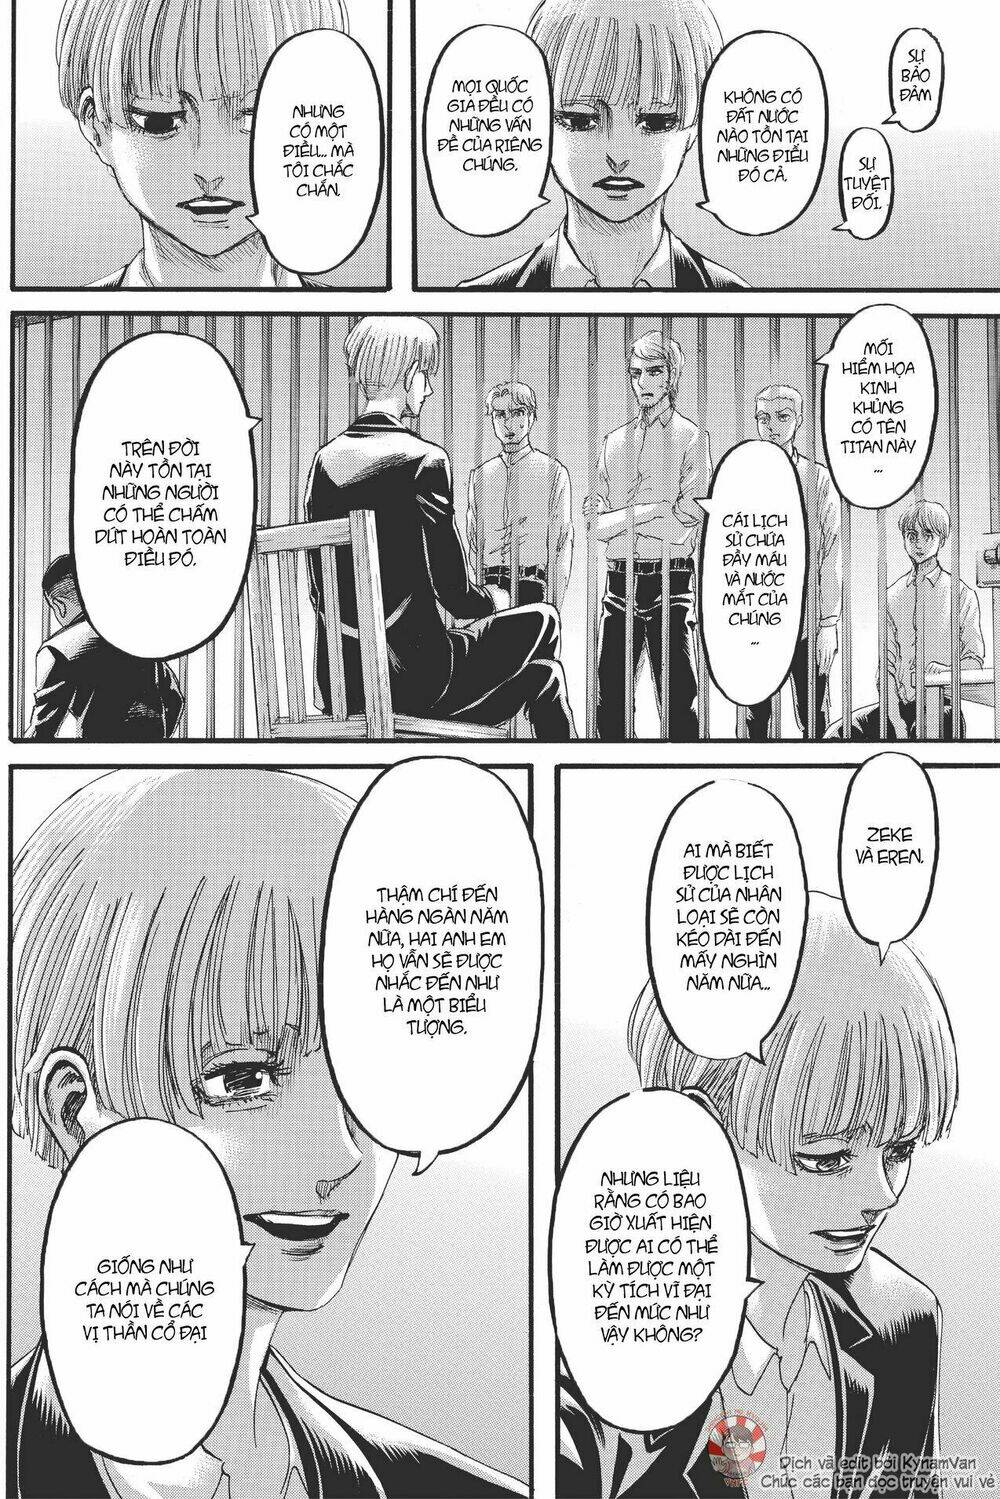 SỰ
BẢO
ĐẢM
SỰ
TUYỆT
ĐỐI.
KHÔNG CÓ
ĐẤT NƯỚC
NÀO TỒN TẠI
NHỮNG ĐIỀU
ĐÓ CẢ.
MỌI QUỐC
GIA ĐỀU CÓ
NHỮNG VẤN
ĐỀ CỦA RIÊNG
CHÚNG.
NHƯNG
CÓ MỘT
ĐIỀU... MÀ
TÔI CHẮC
CHẮN.
MỐI
HIỂM HỌA
KINH
KHỦNG
CÓ TÊN
TITAN NÀY
...
CÁI LỊCH
SỬ CHỨA
ĐẦY MÁU
VÀ NƯỚC
MẮT CỦA
CHÚNG
...
TRÊN ĐỜI
NÀY TỒN TẠI
NHỮNG NGƯỜI
CÓ THỂ CHẤM
DỨT HOÀN TOÀN
ĐIỀU ĐÓ.
ZEKE
VÀ EREN.
AI MÀ BIẾT
ĐƯỢC LỊCH
SỬ CỦA NHÂN
LOẠI SẼ CÒN
KÉO DÀI ĐẾN
MẤY NGHÌN
NĂM NỮA...
NHƯNG LIỆU
RẰNG CÓ BAO
GIỜ XUẤT HIỆN
ĐƯỢC AI CÓ THỂ
LÀM ĐƯỢC MỘT
KỲ TÍCH VĨ ĐẠI
ĐẾN MỨC NHƯ
VẬY KHÔNG?
THẬM CHÍ ĐẾN
HÀNG NGÀN NĂM
NỮA, HAI ANH EM
HỌ VẪN SẼ ĐƯỢC
NHẮC ĐẾN NHƯ
LÀ MỘT BIỂU
TƯỢNG.
GIỐNG NHƯ
CÁCH MÀ CHÚNG
TA NÓI VỀ CÁC
VỊ THẦN CỔ ĐẠI
Dịch và edit bởi KynamVan
Chúc các bạn đọc truyện vui vẻ